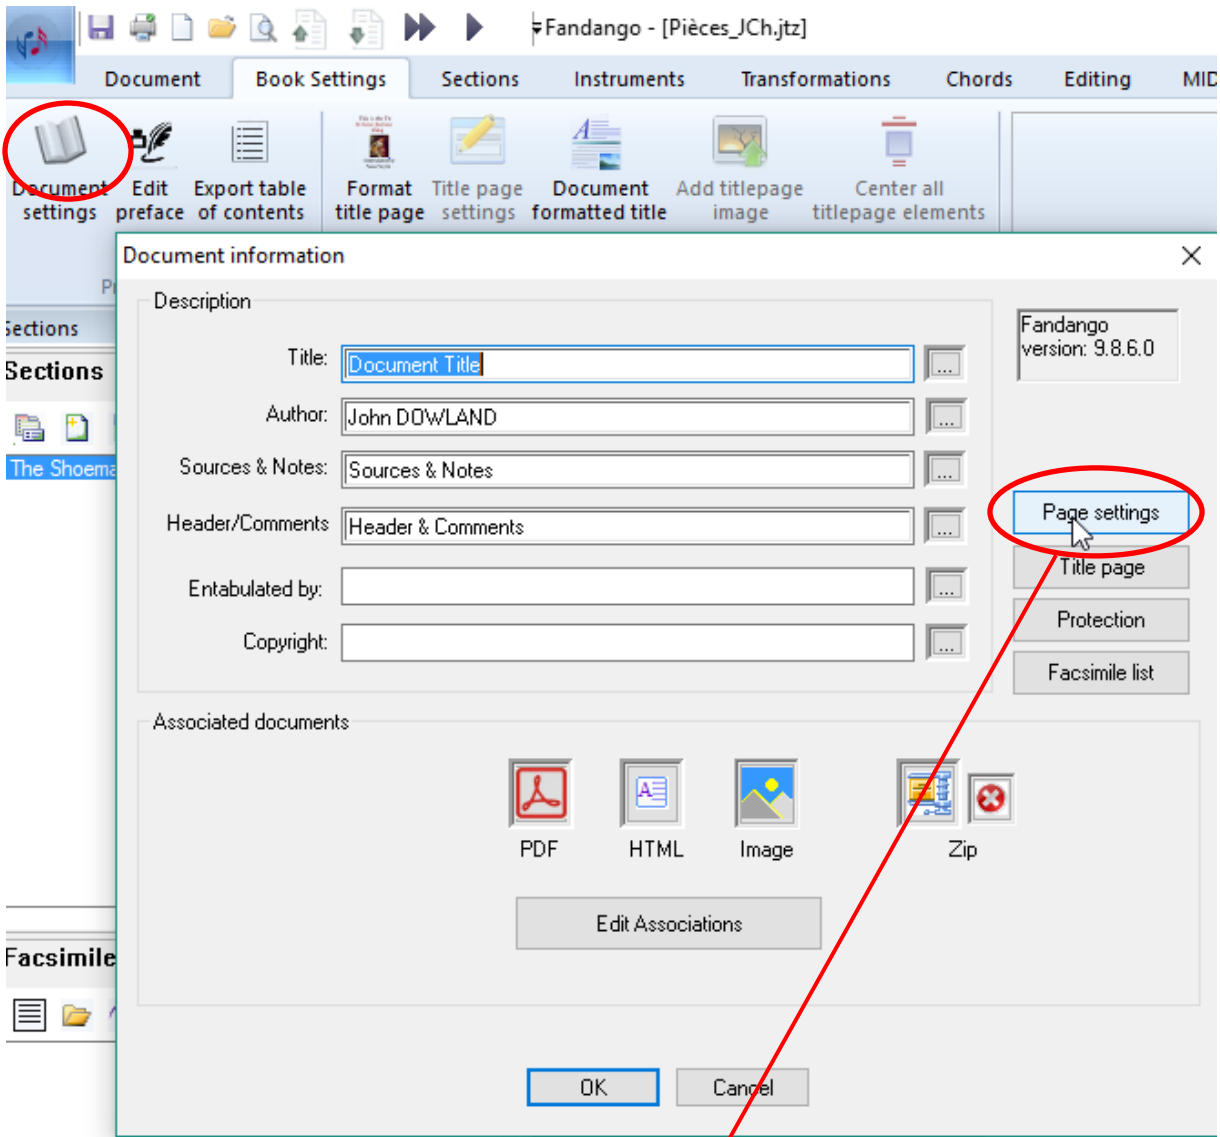 Fandango - [Pièces_JCh.jtz]
Document Book Settings Sections Instruments Transformations Chords Editing MID
Document Edit Export table Format Title page Document Add titlepage Center all
settings preface of contents title page settings formatted title image titlepage elements
Document information
Description
Sections
Fandango
version: 9.8.6.0
Title: Document Title ...
Sections
Author: John DOWLAND ...
The Shoema
Sources & Notes: Sources & Notes ...
Header/Comments Header & Comments ...
Page settings
Title page
Entabulated by: ...
Protection
Copyright: ...
Facsimile list
Associated documents
PDF HTML Image Zip
Edit Associations
Facsimile
OK Cancel